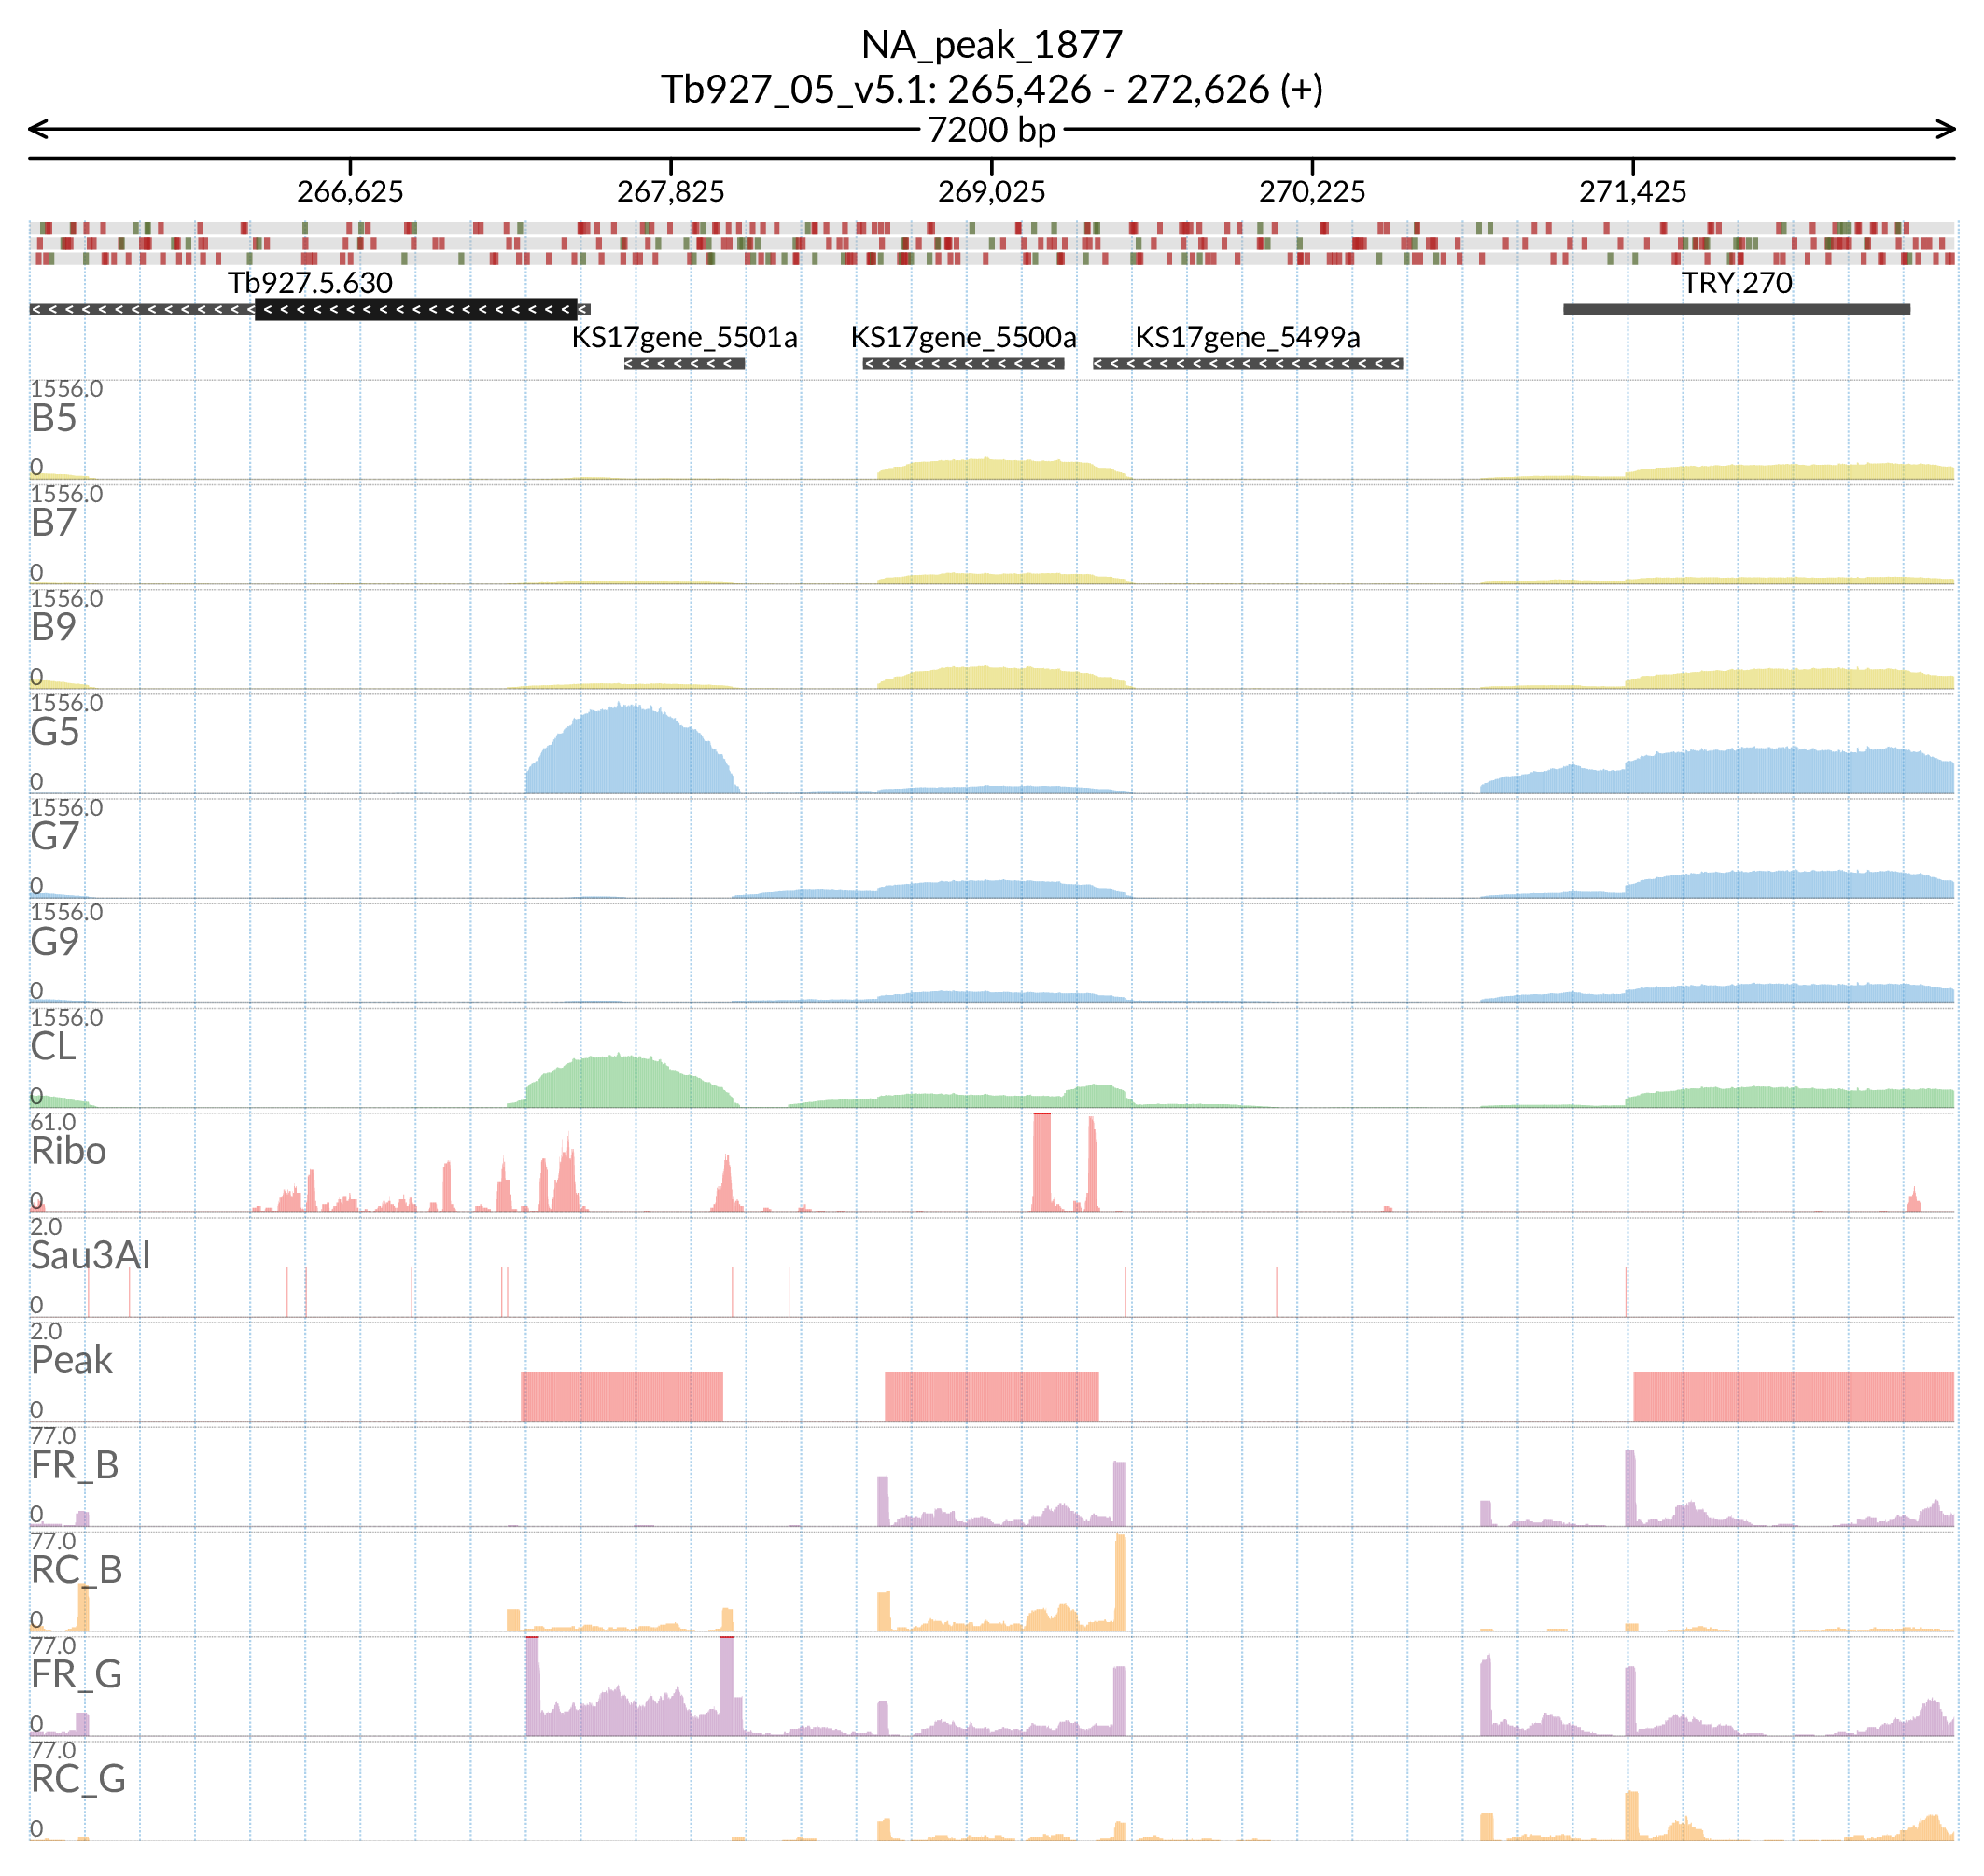 NA_peak_1877
Tb927_05_v5.1: 265,426 - 272,626 (+)
7200 bp
266,625 267,825 269,025 270,225 271,425
Tb927.5.630 TRY.270
KS17gene_5501a KS17gene_5500a KS17gene_5499a
1556.0
B5
0
1556.0
B7
0
1556.0
B9
0
1556.0
G5
0
1556.0
G7
0
1556.0
G9
0
1556.0
CL
0
61.0
Ribo
0
2.0
Sau3AI
0
2.0
Peak
0
77.0
FR_B
0
77.0
RC_B
0
77.0
FR_G
0
77.0
RC_G
0